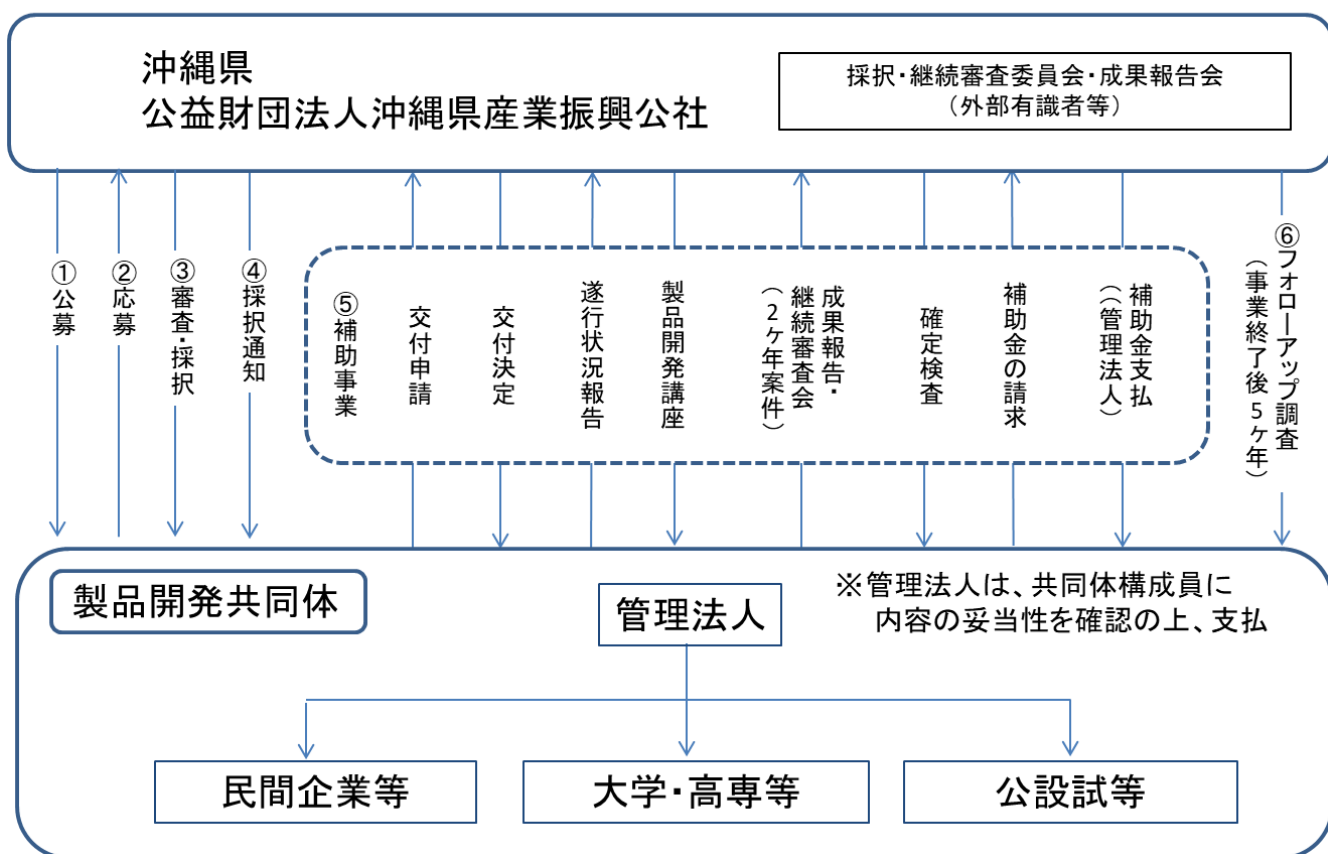 沖縄県
公益財団法人沖縄県産業振興公社
採択・継続審査委員会・成果報告会
（外部有識者等）
①公募
②応募
③審査・採択
④採択通知
⑤補助事業
交付申請
交付決定
遂行状況報告
製品開発講座
成果報告・
継続審査会
（２ヶ年案件）
確定検査
補助金の請求
補助金支払
（（管理法人）
⑥フォローアップ調査
（事業終了後５ヶ年）
製品開発共同体
管理法人
※管理法人は、共同体構成員に
内容の妥当性を確認の上、支払
民間企業等
大学・高専等
公設試等